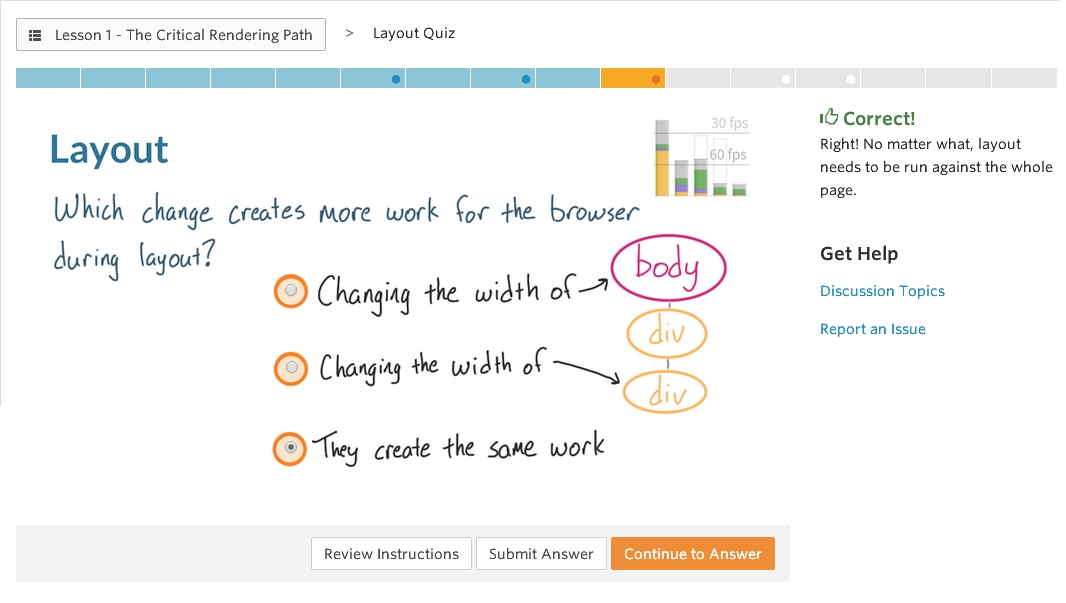 Lesson 1 - The Critical Rendering Path > Layout Quiz
Layout
30 fps
60 fps
Which change creates more work for the browser
during layout?
Changing the width of
body
div
Changing the width of
div
They create the same work
Review Instructions
Submit Answer
Continue to Answer
Correct!
Right! No matter what, layout
needs to be run against the whole
page.
Get Help
Discussion Topics
Report an Issue